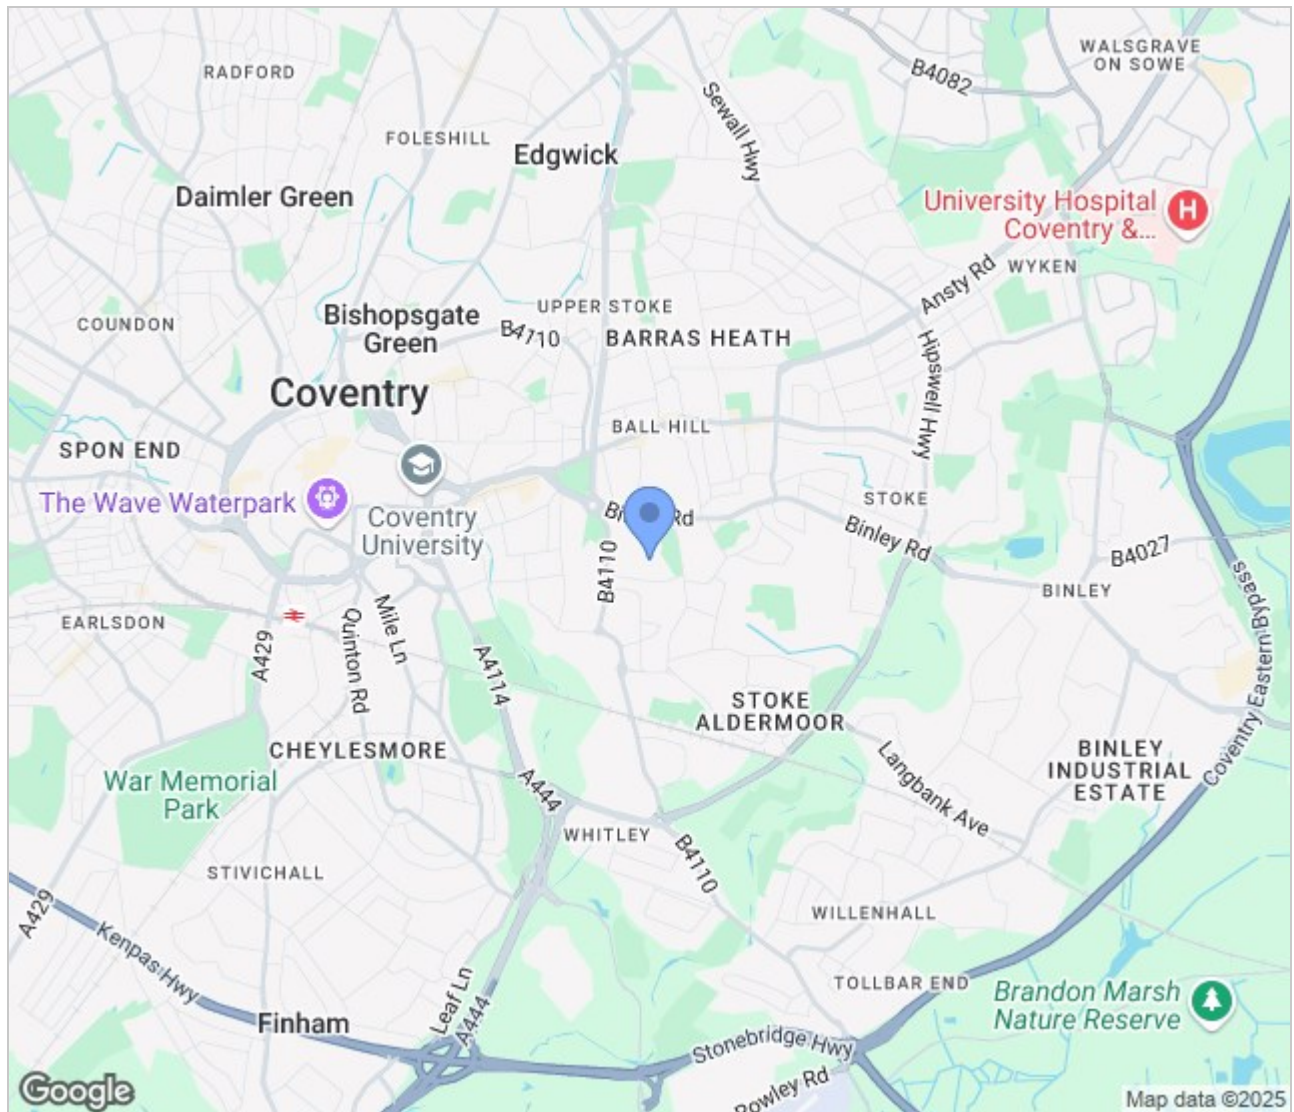 WALSGRAVE
ON SOWE
RADFORD
B4082
Sewall Hwy
FOLESHILL
Edgwick
Daimler Green
University Hospital
Coventry &...
H
WYKEN
Ansty Rd
UPPER STOKE
COUNDON
Bishopsgate
Green
B4110
BARRAS HEATH
Hipswell Hwy
Coventry
BALL HILL
SPON END
The Wave Waterpark
Coventry
University
STOKE
Rd
Binley Rd
B4110
B4027
BINLEY
Coventry Eastern Bypass
EARLSDON
A429
Quinton Rd
Mile Ln
A4114
STOKE
ALDERMOOR
CHEYLESMORE
War Memorial
Park
A444
Langbank Ave
BINLEY
INDUSTRIAL
ESTATE
WHITLEY
B4110
STIVICHALL
A429
WILLENHALL
Kenpas Hwy
TOLLBAR END
Leaf Ln
A444
Brandon Marsh
Nature Reserve
Finham
Stonebridge Hwy
Rowley Rd
Google
Map data ©2025